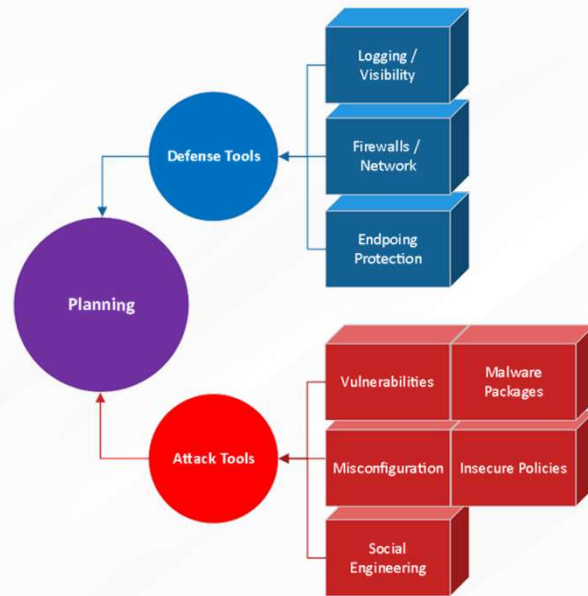 Logging /
Visibility
Defense Tools
Firewalls /
Network
Endpoing
Protection
Planning
Vulnerabilities
Malware
Packages
Attack Tools
Misconfiguration
Insecure Policies
Social
Engineering